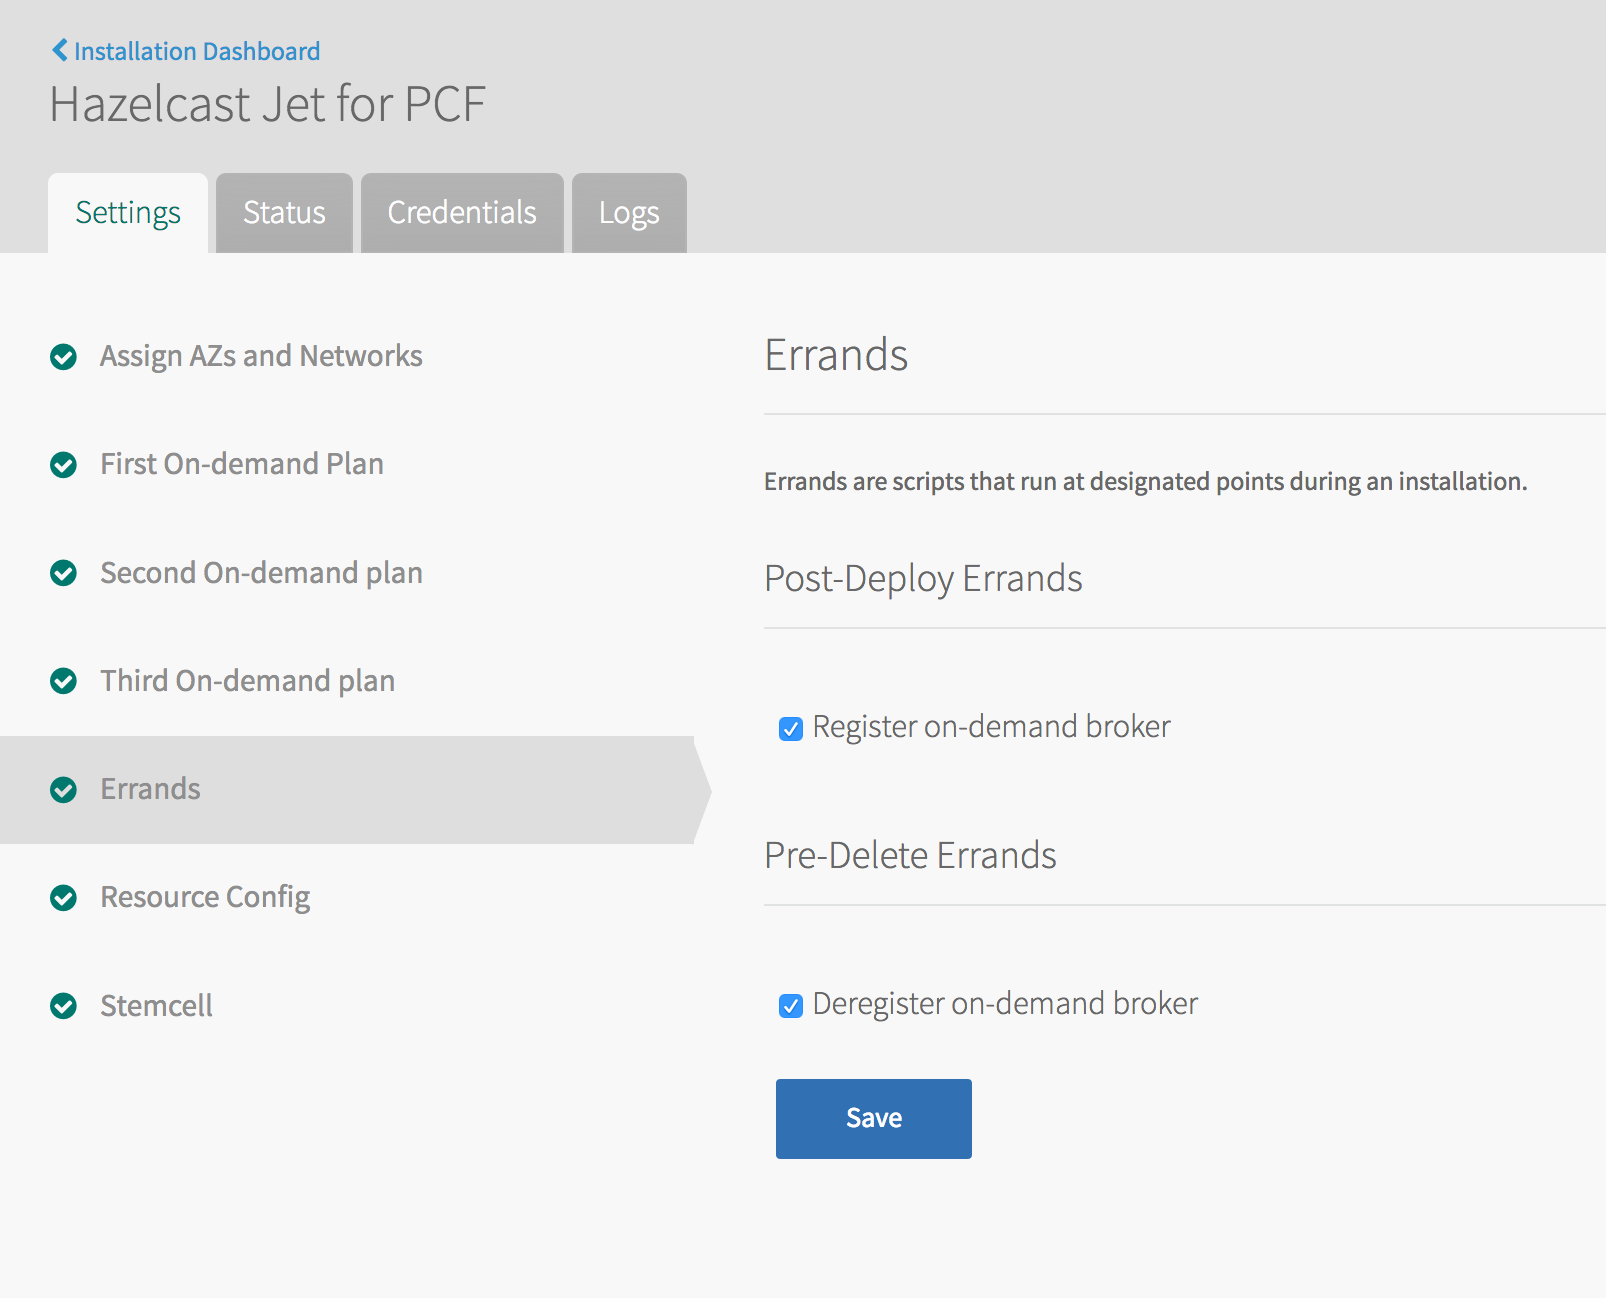 Installation Dashboard
Hazelcast Jet for PCF
Settings
Status
Credentials
Logs
Assign AZs and Networks
First On-demand Plan
Second On-demand plan
Third On-demand plan
Errands
Resource Config
Stemcell
Errands
Errands are scripts that run at designated points during an installation.
Post-Deploy Errands
Register on-demand broker
Pre-Delete Errands
Deregister on-demand broker
Save